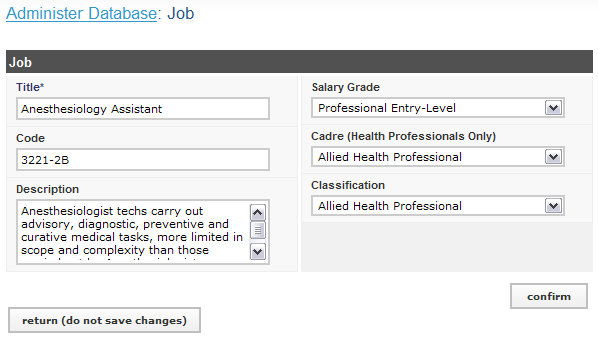 Administer Database: Job
Job
Title*
Anesthesiology Assistant
Code
3221-2B
Description
Anesthesiologist techs carry out
advisory, diagnostic, preventive and
curative medical tasks, more limited in
scope and complexity than those
Salary Grade
Professional Entry-Level
Cadre (Health Professionals Only)
Allied Health Professional
Classification
Allied Health Professional
confirm
return (do not save changes)